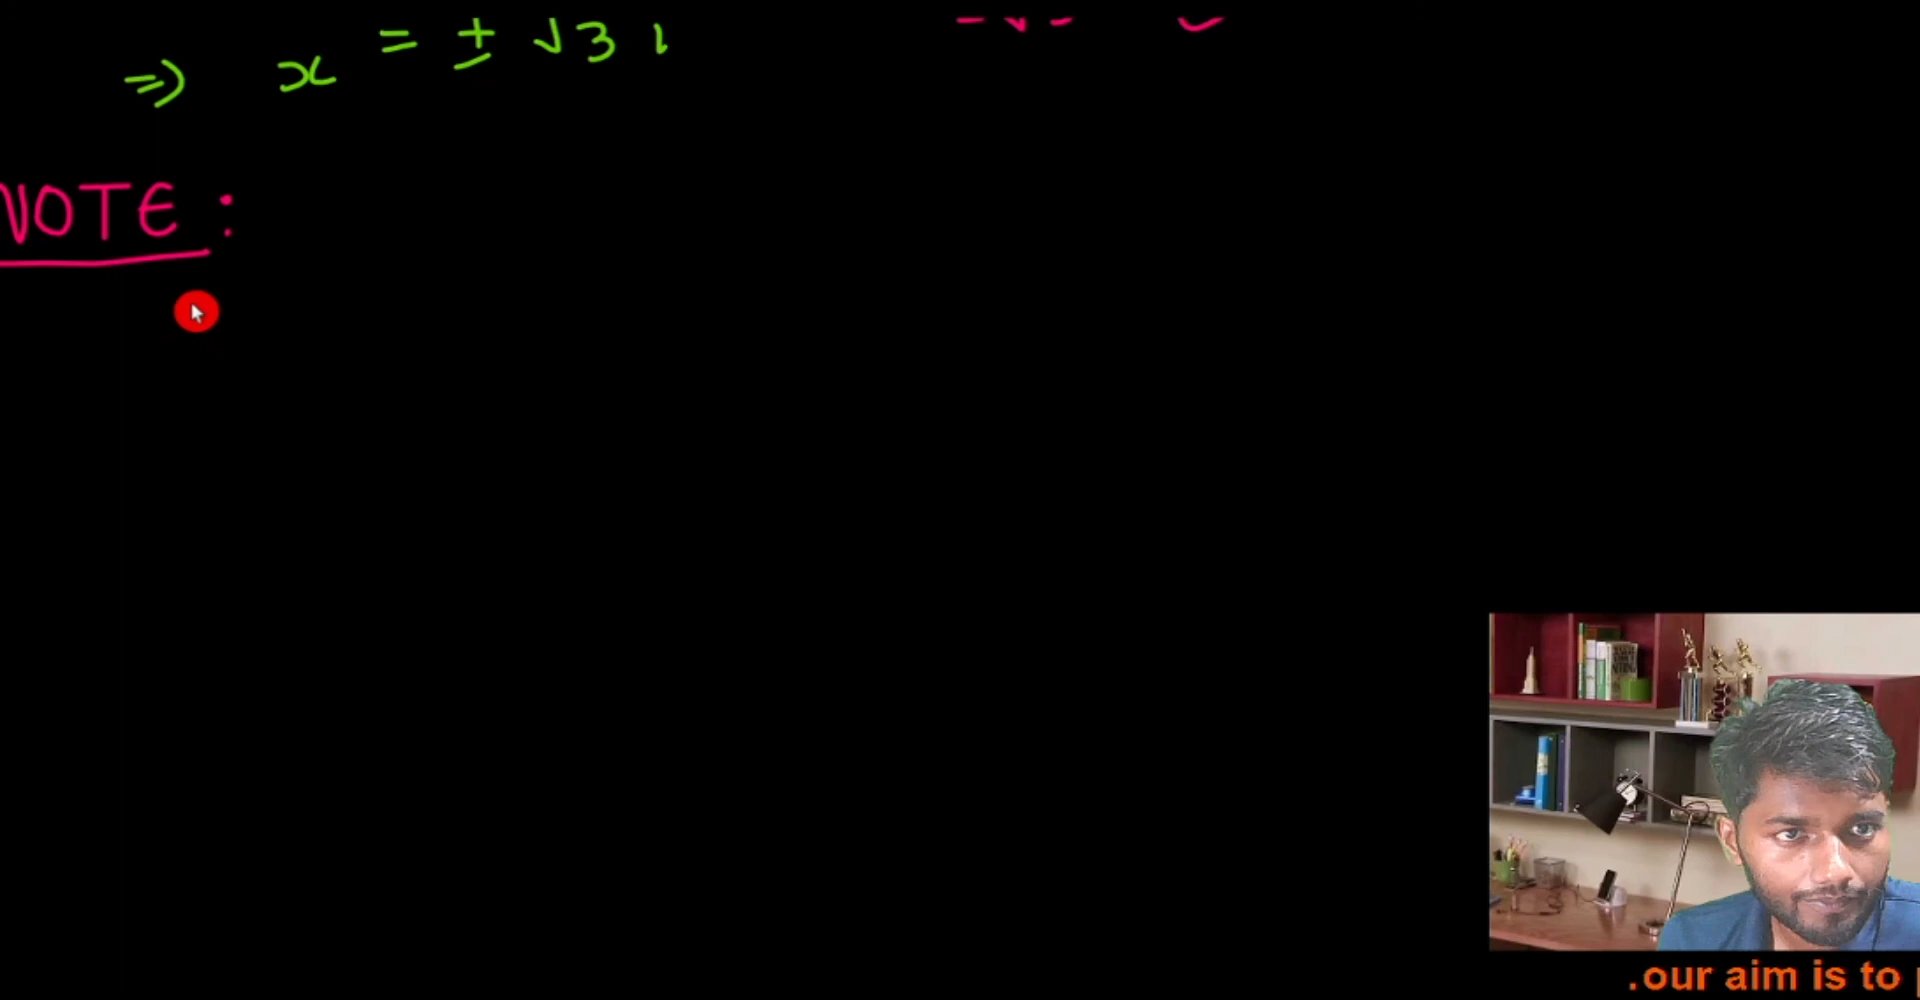 ⇒ x = ± √3 i
NOTE :
.our aim is to